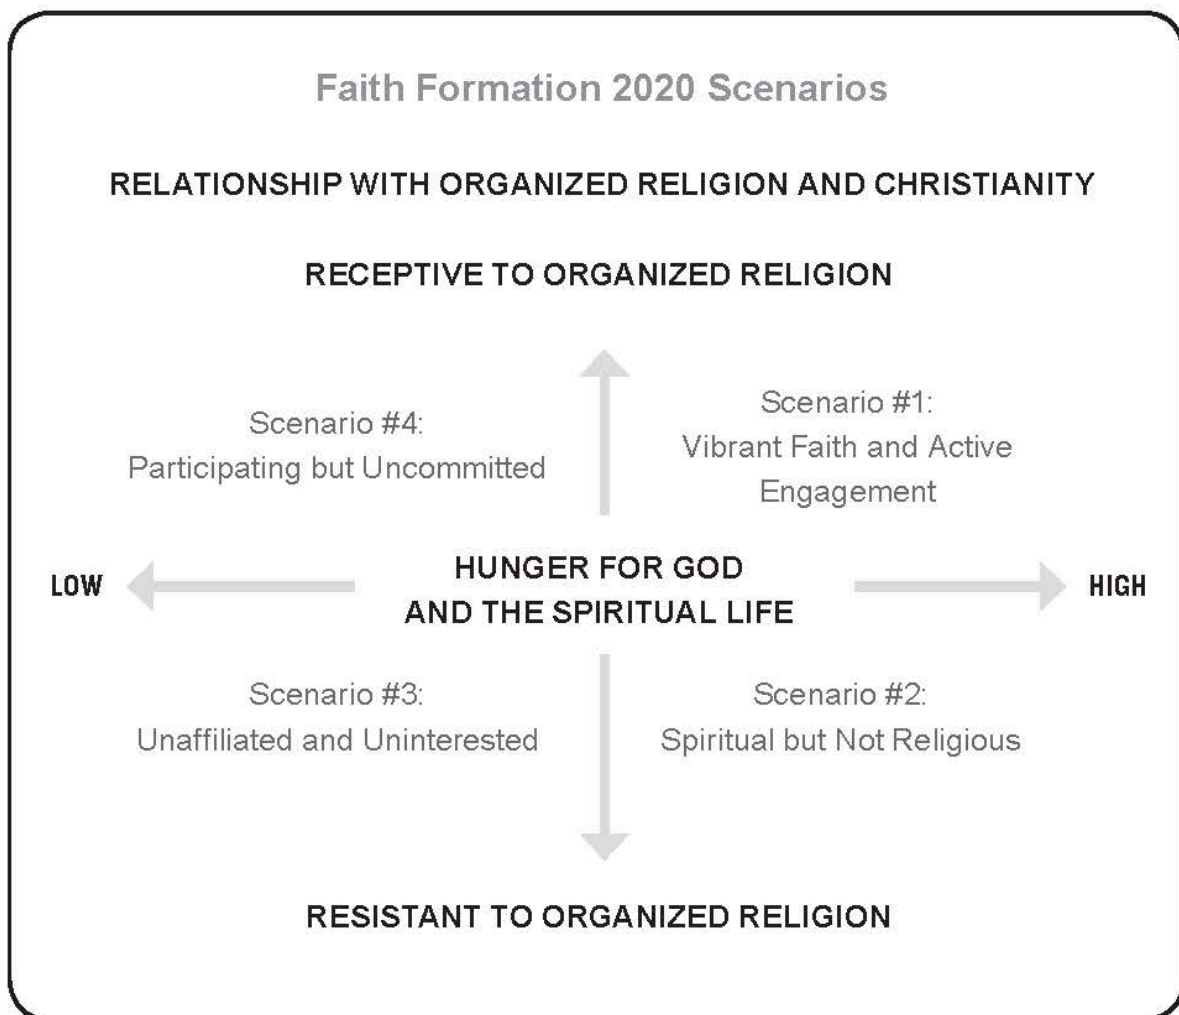 Faith Formation 2020 Scenarios
RELATIONSHIP WITH ORGANIZED RELIGION AND CHRISTIANITY
RECEPTIVE TO ORGANIZED RELIGION
Scenario #4:
Participating but Uncommitted
Scenario #1:
Vibrant Faith and Active
Engagement
LOW
HUNGER FOR GOD
AND THE SPIRITUAL LIFE
HIGH
Scenario #3:
Unaffiliated and Uninterested
Scenario #2:
Spiritual but Not Religious
RESISTANT TO ORGANIZED RELIGION